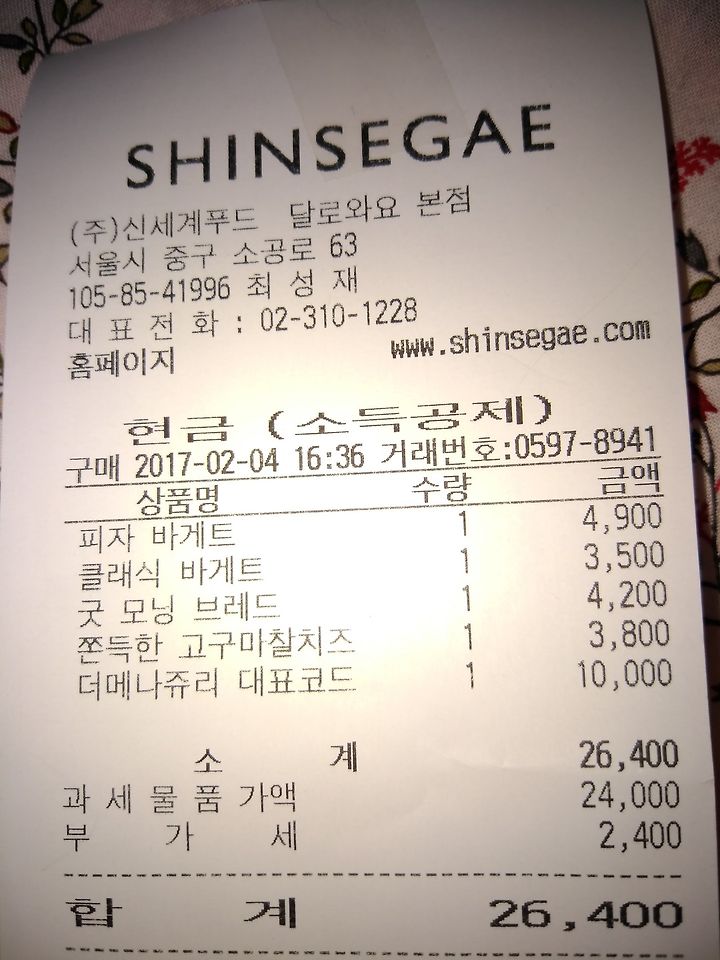 SHINSEGAE
(주)신세계푸드 달로와요 본점
서울시 중구 소공로 63
105-85-41996 최 성 재
대 표 전 화 : 02-310-1228
홈페이지 www.shinsegae.com
현금 (소득공제)
구매 2017-02-04 16:36 거래번호:0597-8941
상품명 수량 금액
피자 바게트 1 4,900
클래식 바게트 1 3,500
굿 모닝 브레드 1 4,200
쫀득한 고구마찰치즈 1 3,800
더메나쥬리 대표코드 1 10,000
소 계 26,400
과 세 물 품 가액 24,000
부 가 세 2,400
합 계 26,400